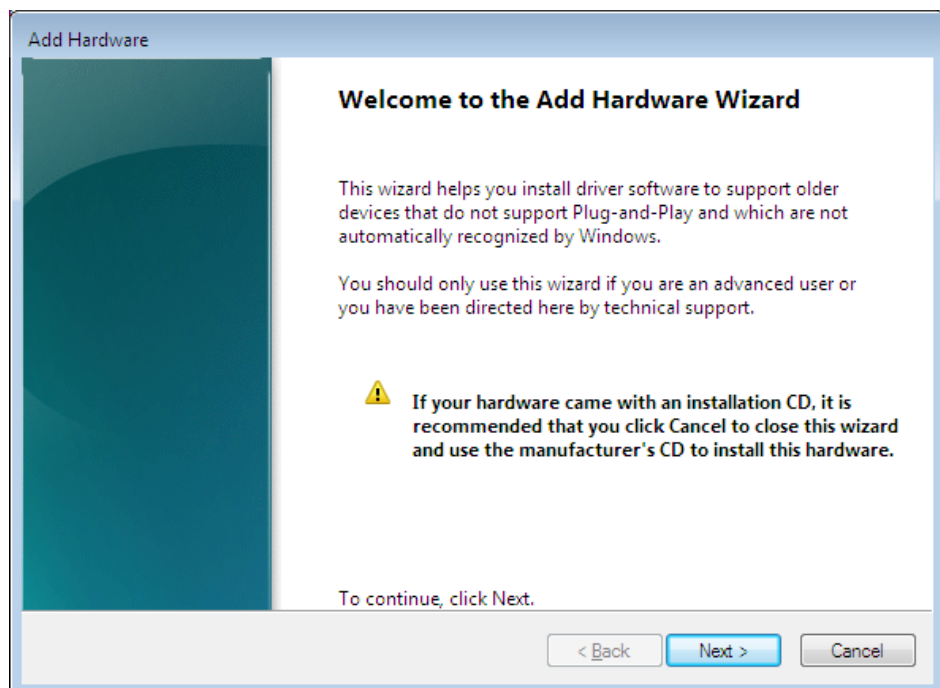 Add Hardware
Welcome to the Add Hardware Wizard
This wizard helps you install driver software to support older
devices that do not support Plug-and-Play and which are not
automatically recognized by Windows.
You should only use this wizard if you are an advanced user or
you have been directed here by technical support.
If your hardware came with an installation CD, it is
recommended that you click Cancel to close this wizard
and use the manufacturer's CD to install this hardware.
To continue, click Next.
< Back Next > Cancel